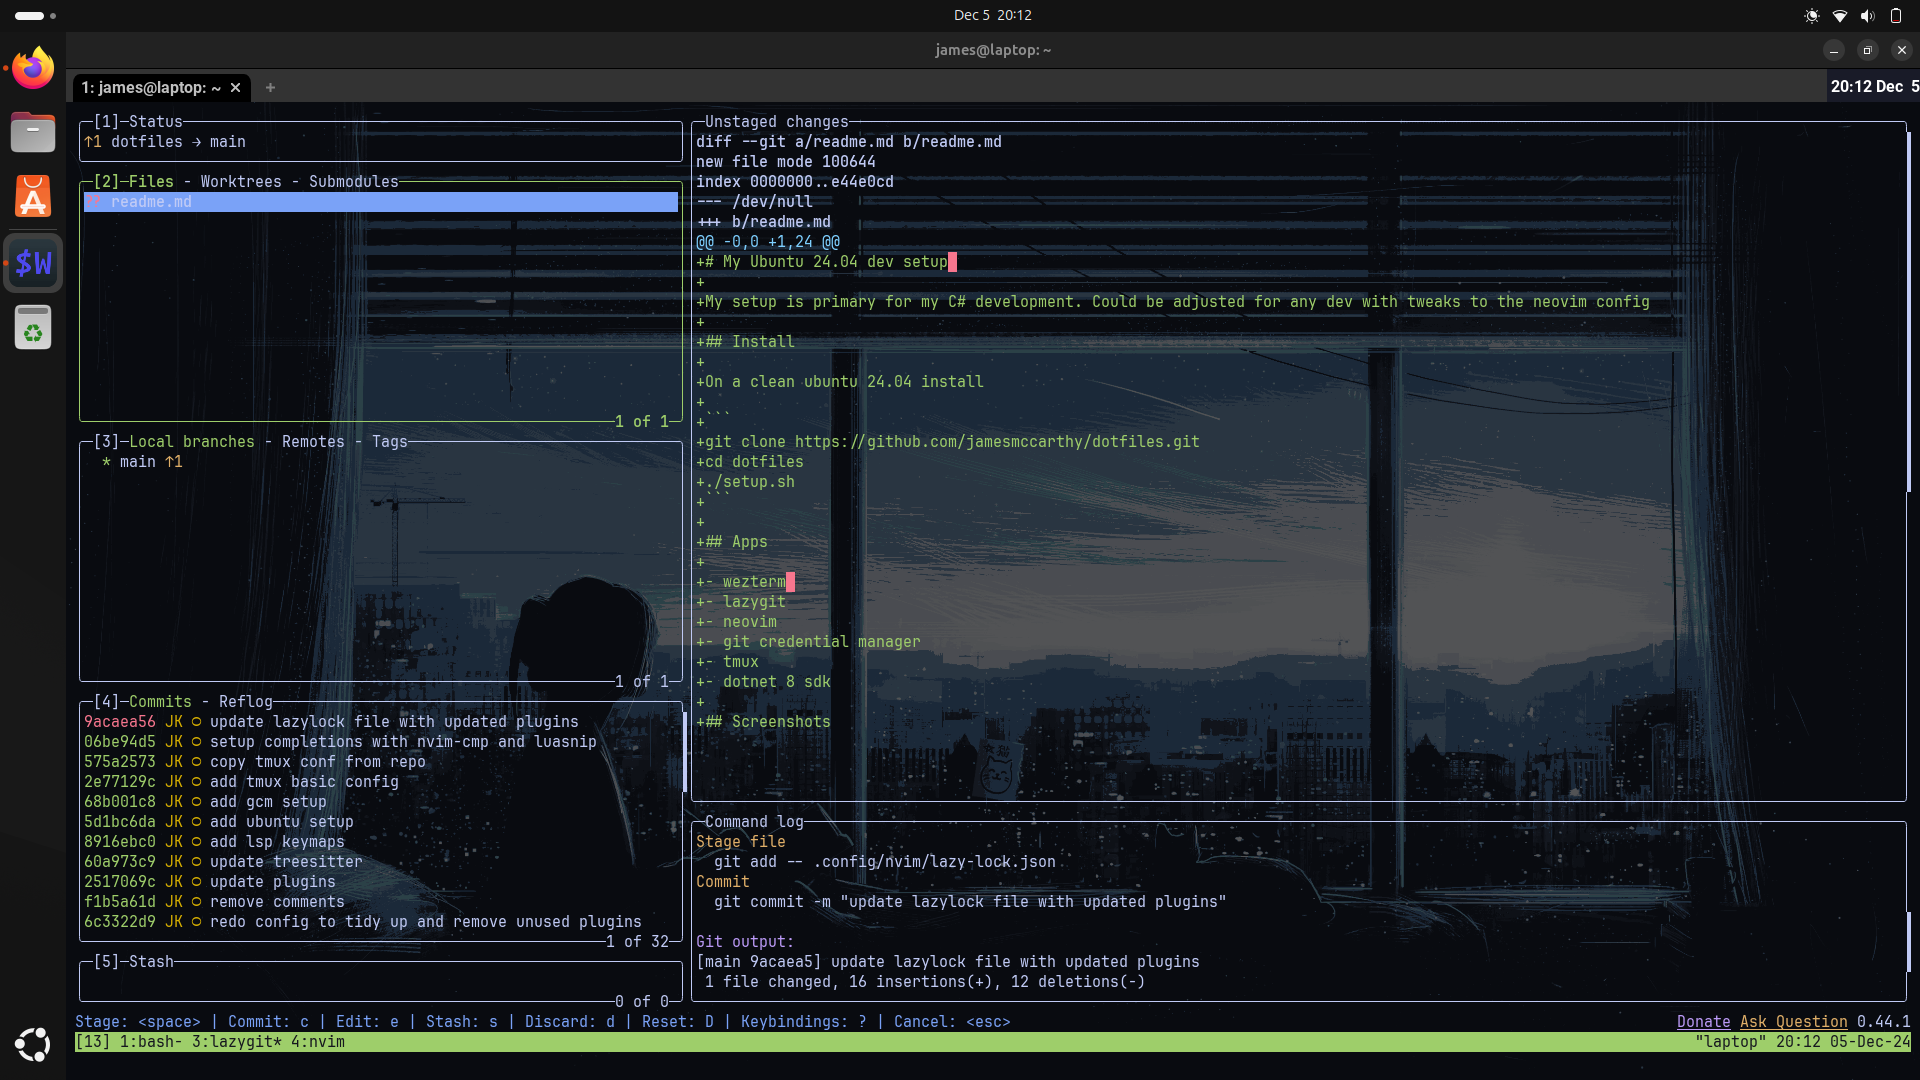 Dec 5 20:12
james@laptop: ~
1: james@laptop: ~ × +
20:12 Dec 5
$W
[1]-Status
↑1 dotfiles → main
[2]-Files - Worktrees - Submodules
?? readme.md
1 of 1
[3]-Local branches - Remotes - Tags
* main ↑1
1 of 1
[4]-Commits - Reflog
9acaea56 JK ○ update lazylock file with updated plugins
06be94d5 JK ○ setup completions with nvim-cmp and luasnip
575a2573 JK ○ copy tmux conf from repo
2e77129c JK ○ add tmux basic config
68b001c8 JK ○ add gcm setup
5d1bc6da JK ○ add ubuntu setup
8916ebc0 JK ○ add lsp keymaps
60a973c9 JK ○ update treesitter
2517069c JK ○ update plugins
f1b5a61d JK ○ remove comments
6c3322d9 JK ○ redo config to tidy up and remove unused plugins
1 of 32
[5]-Stash
0 of 0
Unstaged changes
diff --git a/readme.md b/readme.md
new file mode 100644
index 0000000..e44e0cd
--- /dev/null
+++ b/readme.md
@@ -0,0 +1,24 @@
+# My Ubuntu 24.04 dev setup
+
+My setup is primary for my C# development. Could be adjusted for any dev with tweaks to the neovim config
+
+## Install
+
+On a clean ubuntu 24.04 install
+
+```
+git clone https://github.com/jamesmccarthy/dotfiles.git
+cd dotfiles
+./setup.sh
+```
+
+## Apps
+
+- wezterm
+- lazygit
+- neovim
+- git credential manager
+- tmux
+- dotnet 8 sdk
+
+## Screenshots
Command log
Stage file
git add -- .config/nvim/lazy-lock.json
Commit
git commit -m "update lazylock file with updated plugins"
Git output:
[main 9acaea5] update lazylock file with updated plugins
1 file changed, 16 insertions(+), 12 deletions(-)
Stage: <space> | Commit: c | Edit: e | Stash: s | Discard: d | Reset: D | Keybindings: ? | Cancel: <esc>
Donate Ask Question 0.44.1
[13] 1:bash- 3:lazygit* 4:nvim
"laptop" 20:12 05-Dec-24